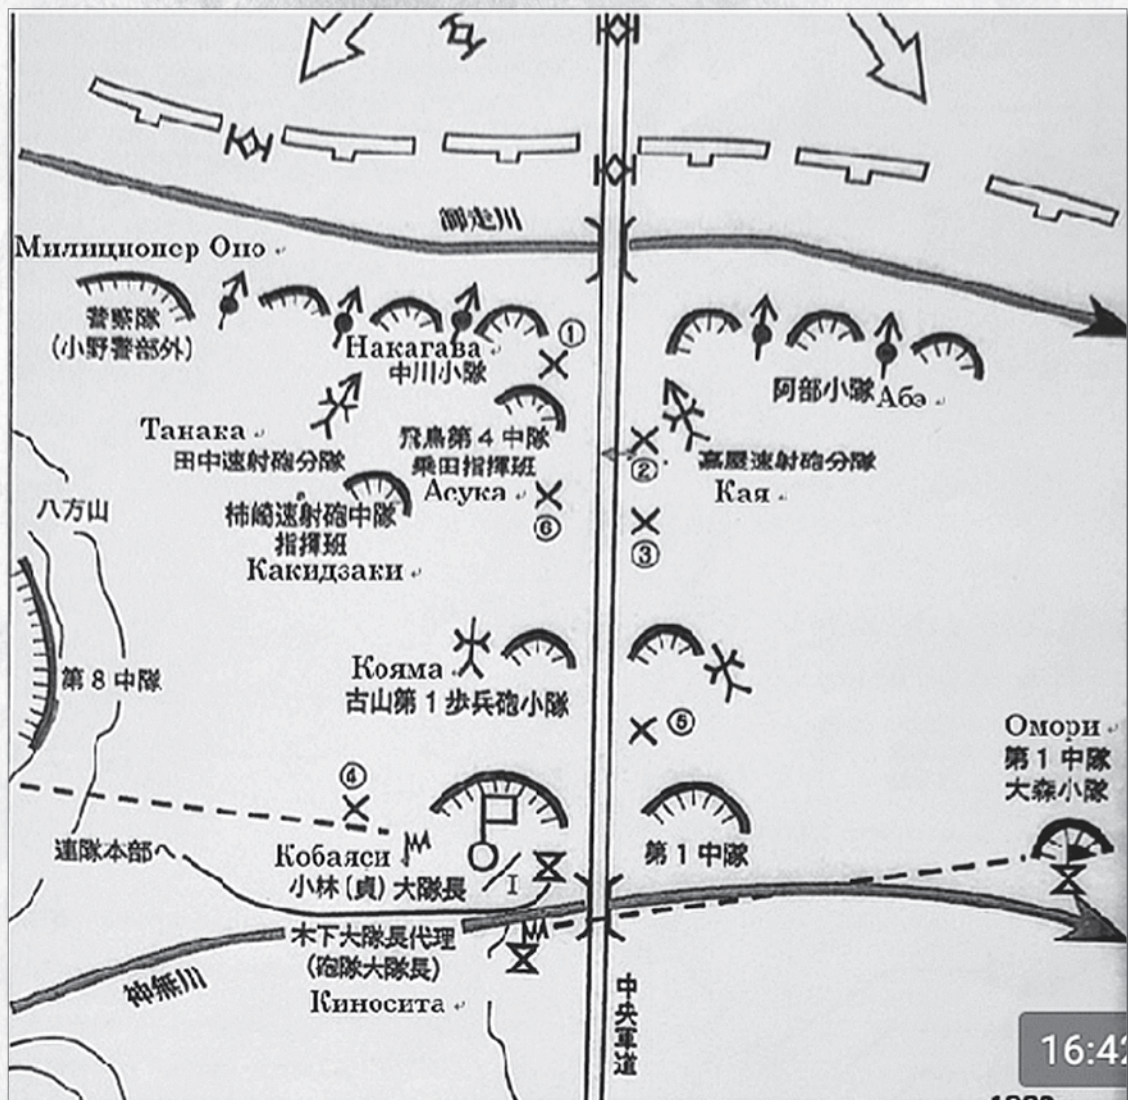 師走川
Милиционер Оно
警察隊
(小野警部外)
①
Накагава
中川小隊
阿部小隊 Абэ
Танака
田中速射砲分隊
飛鳥第4中隊
指揮班
Асука
②
嘉屋速射砲分隊
Кая
八方山
柿崎速射砲中隊
指揮班
Какидзаки
⑥
③
第8中隊
Кояма
古山第1歩兵砲小隊
⑤
Омори
第1中隊
大森小隊
④
連隊本部へ
Кобаяси
小林(貞)大隊長
I
第1中隊
木下大隊長代理
(砲隊大隊長)
Киносита
神無川
中央軍道
16:42